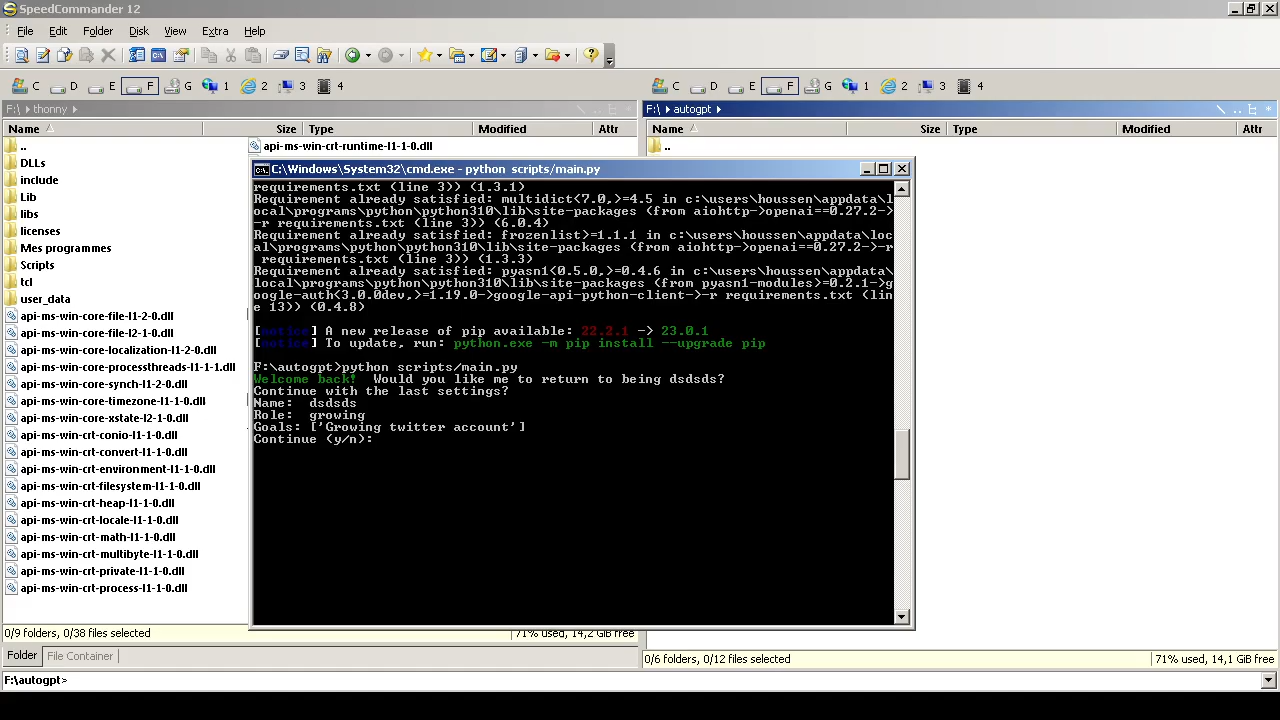 SpeedCommander 12
File Edit Folder Disk View Extra Help
C D E F G 1 2 3 4
C D E F G 1 2 3 4
F:\ thonny
F:\ autogpt
Name Size Type Modified Attr
Name Size Type Modified Attr
..
DLLs
include
Lib
libs
licenses
Mes programmes
Scripts
tcl
user_data
api-ms-win-core-file-l1-2-0.dll
api-ms-win-core-file-l2-1-0.dll
api-ms-win-core-localization-l1-2-0.dll
api-ms-win-core-processthreads-l1-1-1.dll
api-ms-win-core-synch-l1-2-0.dll
api-ms-win-core-timezone-l1-1-0.dll
api-ms-win-core-xstate-l2-1-0.dll
api-ms-win-crt-conio-l1-1-0.dll
api-ms-win-crt-convert-l1-1-0.dll
api-ms-win-crt-environment-l1-1-0.dll
api-ms-win-crt-filesystem-l1-1-0.dll
api-ms-win-crt-heap-l1-1-0.dll
api-ms-win-crt-locale-l1-1-0.dll
api-ms-win-crt-math-l1-1-0.dll
api-ms-win-crt-multibyte-l1-1-0.dll
api-ms-win-crt-private-l1-1-0.dll
api-ms-win-crt-process-l1-1-0.dll
api-ms-win-crt-runtime-l1-1-0.dll
..
C:\Windows\System32\cmd.exe - python scripts/main.py
requirements.txt (line 3)) (1.3.1)
Requirement already satisfied: multidict<7.0,>=4.5 in c:\users\houssen\appdata\l
ocal\programs\python\python310\lib\site-packages (from aiohttp->openai==0.27.2->
-r requirements.txt (line 3)) (6.0.4)
Requirement already satisfied: frozenlist>=1.1.1 in c:\users\houssen\appdata\loc
al\programs\python\python310\lib\site-packages (from aiohttp->openai==0.27.2->-r
requirements.txt (line 3)) (1.3.3)
Requirement already satisfied: pyasn1<0.5.0,>=0.4.6 in c:\users\houssen\appdata\
local\programs\python\python310\lib\site-packages (from pyasn1-modules>=0.2.1->g
oogle-auth<3.0.0dev,>=1.19.0->google-api-python-client->-r requirements.txt (lin
e 13)) (0.4.8)
[notice] A new release of pip available: 22.2.1 -> 23.0.1
[notice] To update, run: python.exe -m pip install --upgrade pip
F:\autogpt>python scripts/main.py
Welcome back! Would you like me to return to being dsdsds?
Continue with the last settings?
Name: dsdsds
Role: growing
Goals: ['Growing twitter account']
Continue (y/n):
0/9 folders, 0/38 files selected
71% used, 14,2 GiB free
Folder File Container
0/6 folders, 0/12 files selected
71% used, 14,1 GiB free
F:\autogpt>